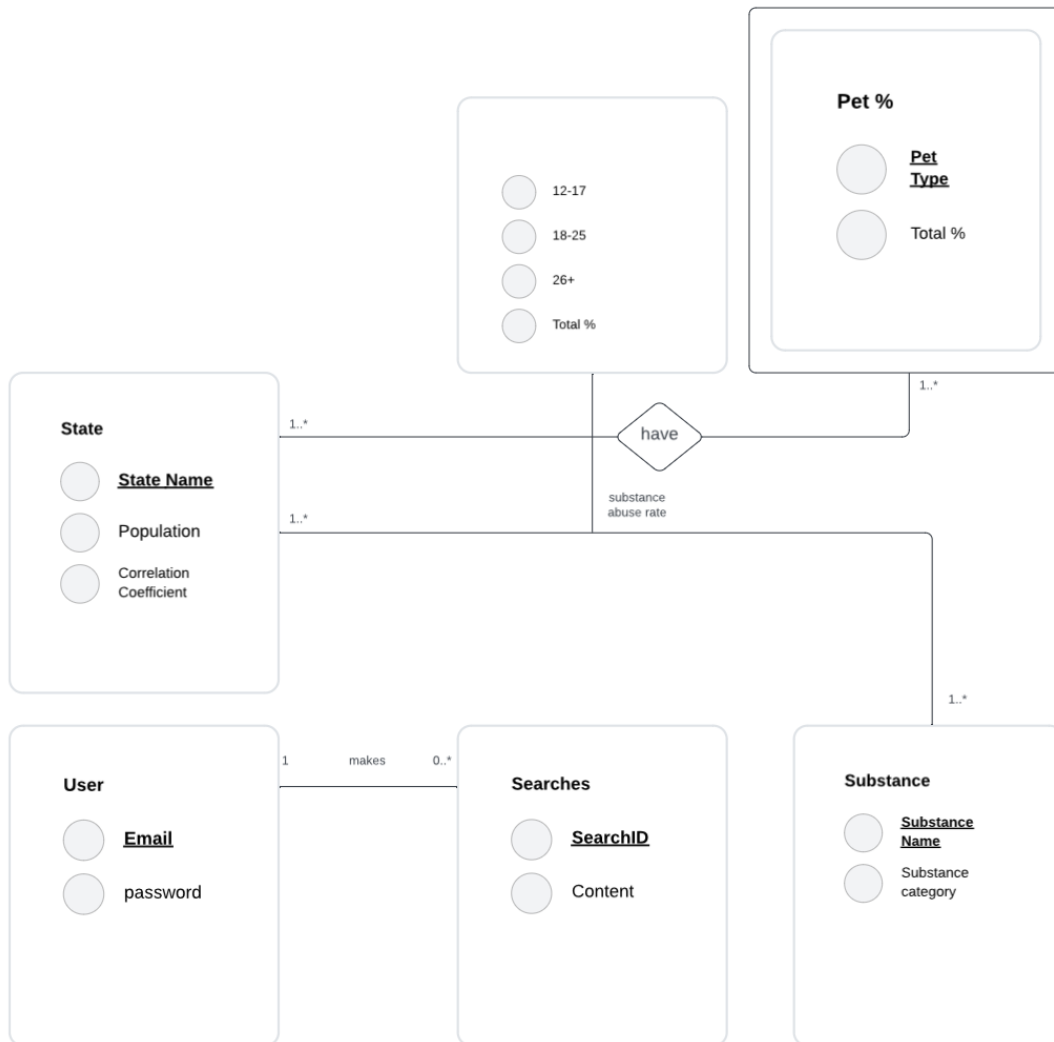 Pet %
Pet
Type
Total %
12-17
18-25
26+
Total %
State
State Name
Population
Correlation
Coefficient
1..*
have
1..*
1..*
substance
abuse rate
1..*
User
Email
password
1
makes
0..*
Searches
SearchID
Content
Substance
Substance
Name
Substance
category